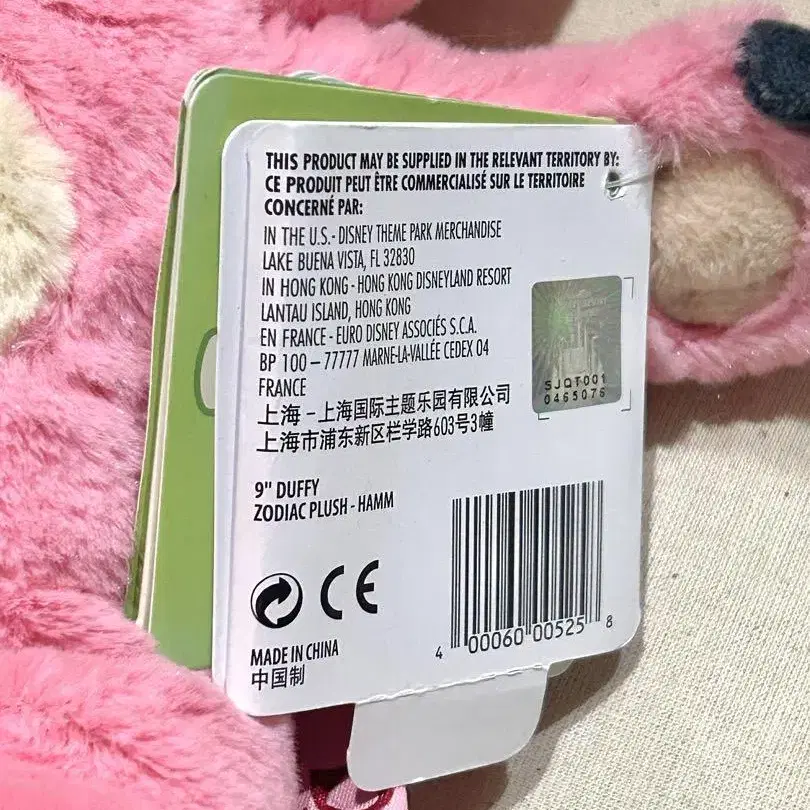 THIS PRODUCT MAY BE SUPPLIED IN THE RELEVANT TERRITORY BY:
CE PRODUIT PEUT ÊTRE COMMERCIALISÉ SUR LE TERRITOIRE
CONCERNÉ PAR:
IN THE U.S.- DISNEY THEME PARK MERCHANDISE
LAKE BUENA VISTA, FL 32830
IN HONG KONG - HONG KONG DISNEYLAND RESORT
LANTAU ISLAND, HONG KONG
EN FRANCE - EURO DISNEY ASSOCIÉS S.C.A.
BP 100 – 77777 MARNE-LA-VALLÉE CEDEX 04
FRANCE
上海 – 上海国际主题乐园有限公司
上海市浦东新区栏学路603号3幢
SJQT001
0465076
9" DUFFY
ZODIAC PLUSH - HAMM
CE
MADE IN CHINA
中国制
4 00060 00525 8